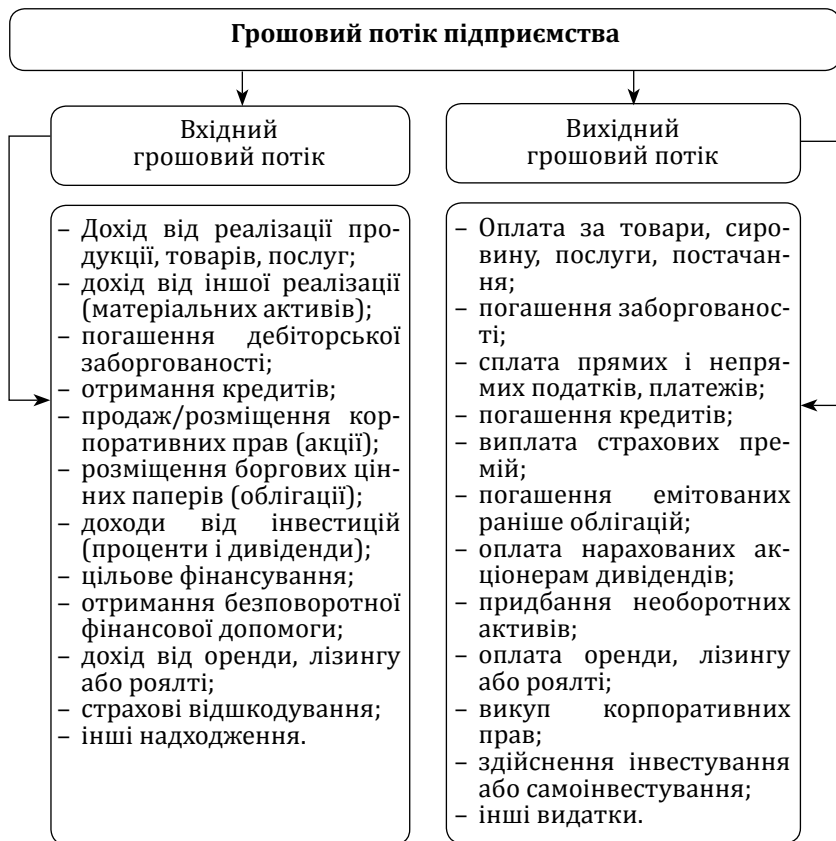 Грошовий потік підприємства
Вхідний
грошовий потік
Вихідний
грошовий потік
– Дохід від реалізації про-
дукції, товарів, послуг;
– дохід від іншої реалізації
(матеріальних активів);
– погашення дебіторської
заборгованості;
– отримання кредитів;
– продаж/розміщення кор-
поративних прав (акції);
– розміщення боргових цін-
них паперів (облігації);
– доходи від інвестицій
(проценти і дивіденди);
– цільове фінансування;
– отримання безповоротної
фінансової допомоги;
– дохід від оренди, лізингу
або роялті;
– страхові відшкодування;
– інші надходження.
– Оплата за товари, сиро-
вину, послуги, постачан-
ня;
– погашення заборгованос-
ті;
– сплата прямих і непря-
мих податків, платежів;
– погашення кредитів;
– виплата страхових пре-
мій;
– погашення емітованих
раніше облігацій;
– оплата нарахованих ак-
ціонерам дивідендів;
– придбання необоротних
активів;
– оплата оренди, лізингу
або роялті;
– викуп корпоративних
прав;
– здійснення інвестування
або самоінвестування;
– інші видатки.